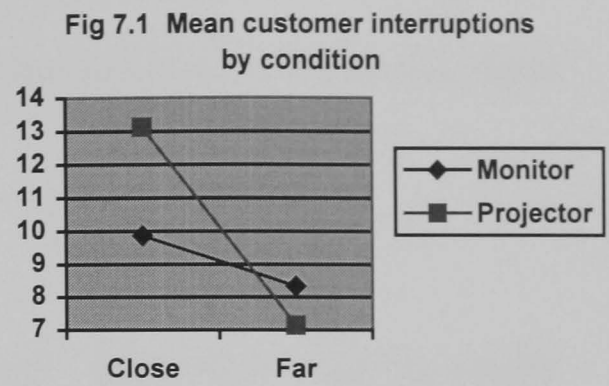 Fig 7.1 Mean customer interruptions
by condition
14
13
12
11
10
9
8
7
Close Far
Monitor
Projector